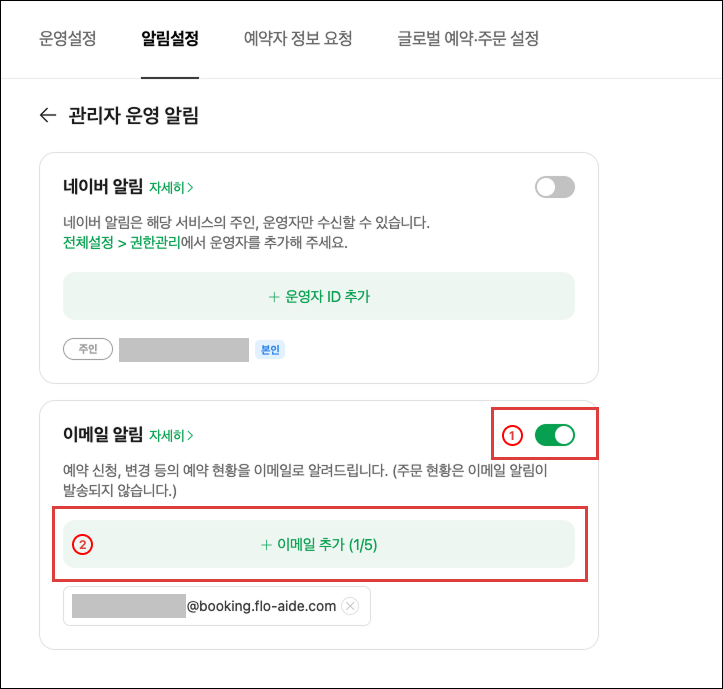 운영설정 알림설정 예약자 정보 요청 글로벌 예약·주문 설정
← 관리자 운영 알림
네이버 알림 자세히 >
네이버 알림은 해당 서비스의 주인, 운영자만 수신할 수 있습니다.
전체설정 > 권한관리에서 운영자를 추가해 주세요.
+ 운영자 ID 추가
주인 본인
이메일 알림 자세히 >
①
예약 신청, 변경 등의 예약 현황을 이메일로 알려드립니다. (주문 현황은 이메일 알림이
발송되지 않습니다.)
② + 이메일 추가 (1/5)
@booking.flo-aide.com